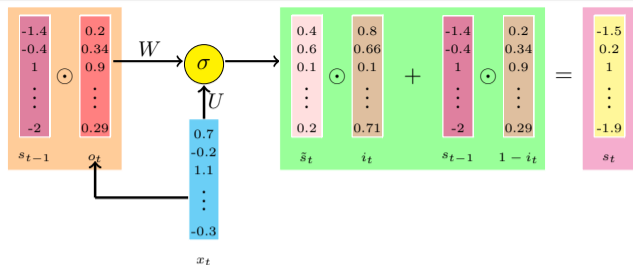 -1.4 0.2 0.4 0.8 -1.4 0.2 -1.5
-0.4 0.34 W 0.6 0.66 -0.4 0.34 0.2
1 ⊙ 0.9 σ 0.1 ⊙ 0.1 + 1 ⊙ 0.9 = 1
⋮ ⋮ ⋮ ⋮ ⋮ ⋮ ⋮
U
-2 0.29 0.2 0.71 -2 0.29 -1.9
0.7
s_{t−1} o_t -0.2 s̃_t i_t s_{t−1} 1 − i_t s_t
1.1
⋮
-0.3
x_t